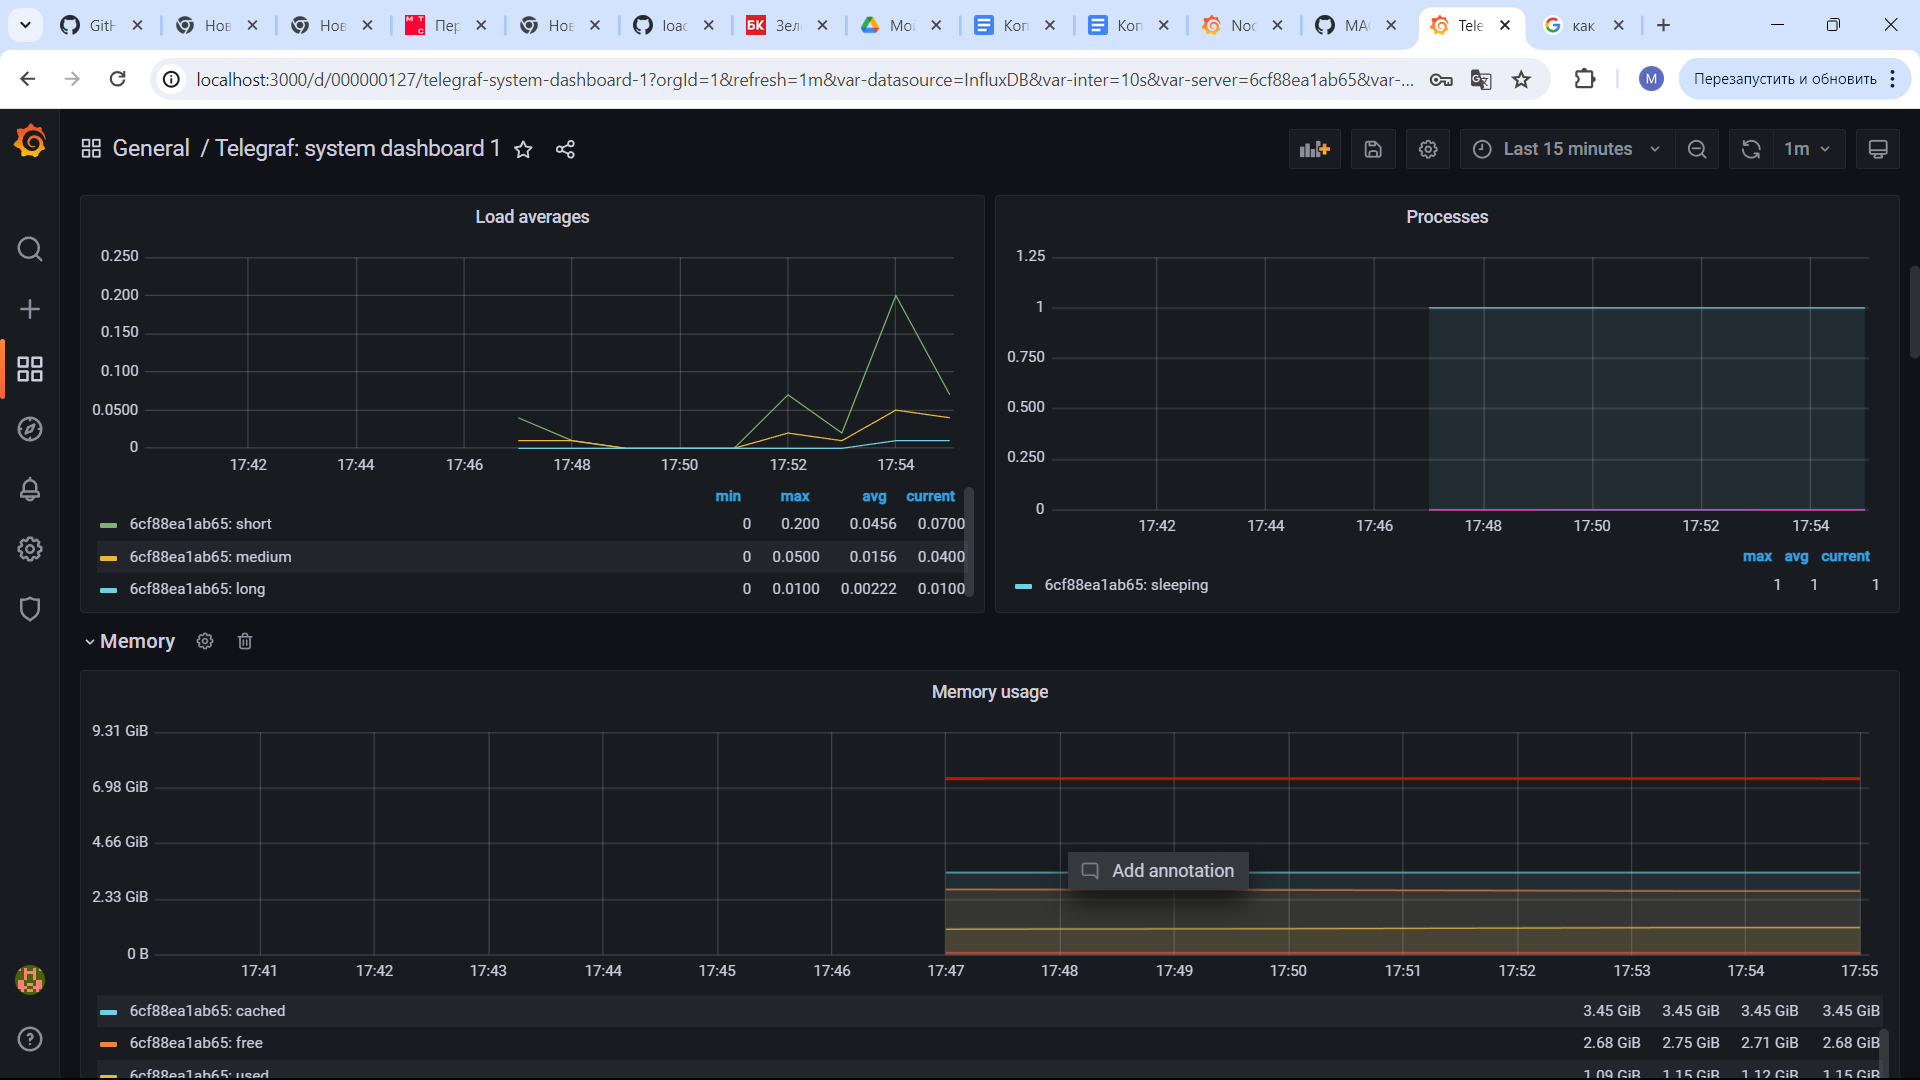 GitH
Нов
Нов
МТС Пер
Нов
loac
БК Зел
Мой
Коп
Коп
Noc
MA
Tele
как
localhost:3000/d/000000127/telegraf-system-dashboard-1?orgId=1&refresh=1m&var-datasource=InfluxDB&var-inter=10s&var-server=6cf88ea1ab65&var-...
M
Перезапустить и обновить
General / Telegraf: system dashboard 1
Last 15 minutes
1m
Load averages
0.250
0.200
0.150
0.100
0.0500
0
17:42 17:44 17:46 17:48 17:50 17:52 17:54
min max avg current
6cf88ea1ab65: short 0 0.200 0.0456 0.0700
6cf88ea1ab65: medium 0 0.0500 0.0156 0.0400
6cf88ea1ab65: long 0 0.0100 0.00222 0.0100
Processes
1.25
1
0.750
0.500
0.250
0
17:42 17:44 17:46 17:48 17:50 17:52 17:54
max avg current
6cf88ea1ab65: sleeping 1 1 1
Memory
Memory usage
9.31 GiB
6.98 GiB
4.66 GiB
2.33 GiB
0 B
Add annotation
17:41 17:42 17:43 17:44 17:45 17:46 17:47 17:48 17:49 17:50 17:51 17:52 17:53 17:54 17:55
6cf88ea1ab65: cached 3.45 GiB 3.45 GiB 3.45 GiB 3.45 GiB
6cf88ea1ab65: free 2.68 GiB 2.75 GiB 2.71 GiB 2.68 GiB
6cf88ea1ab65: used 1.09 GiB 1.15 GiB 1.12 GiB 1.15 GiB